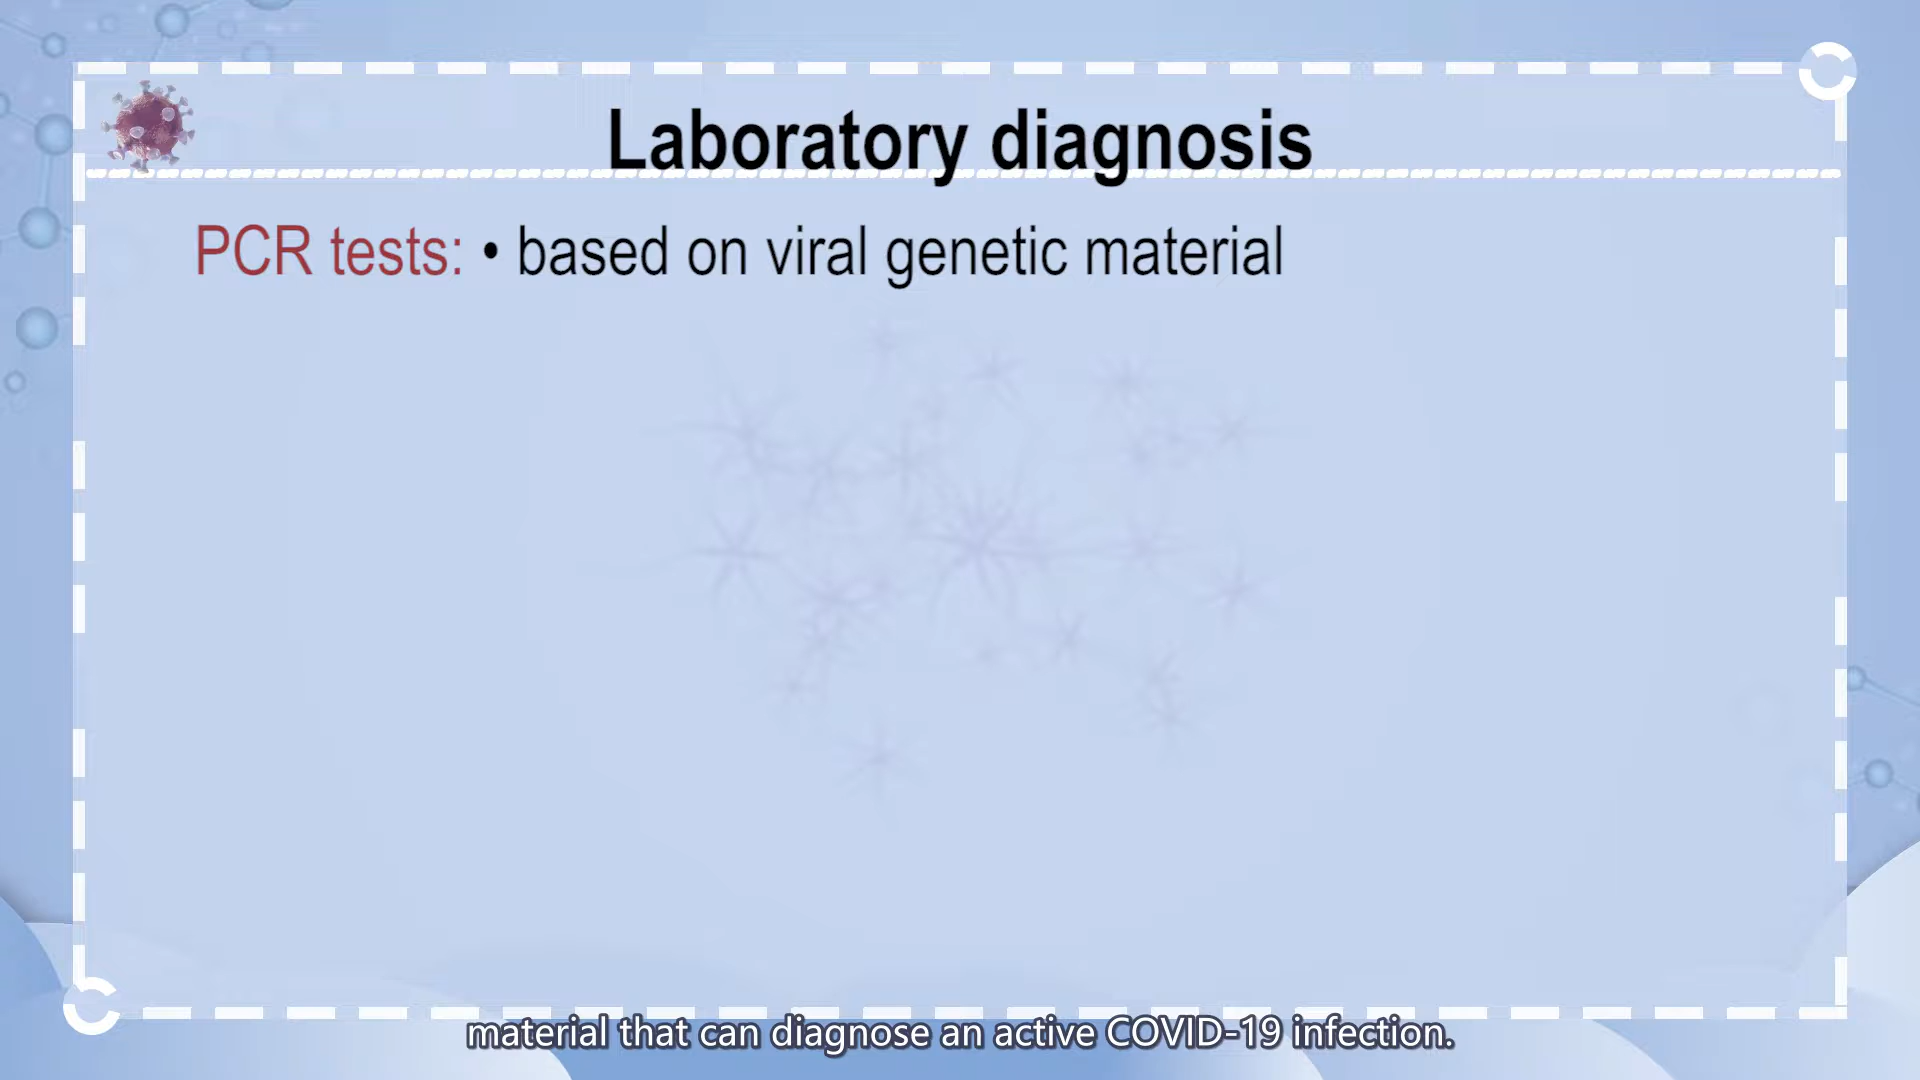 Laboratory diagnosis
PCR tests: • based on viral genetic material
material that can diagnose an active COVID-19 infection.